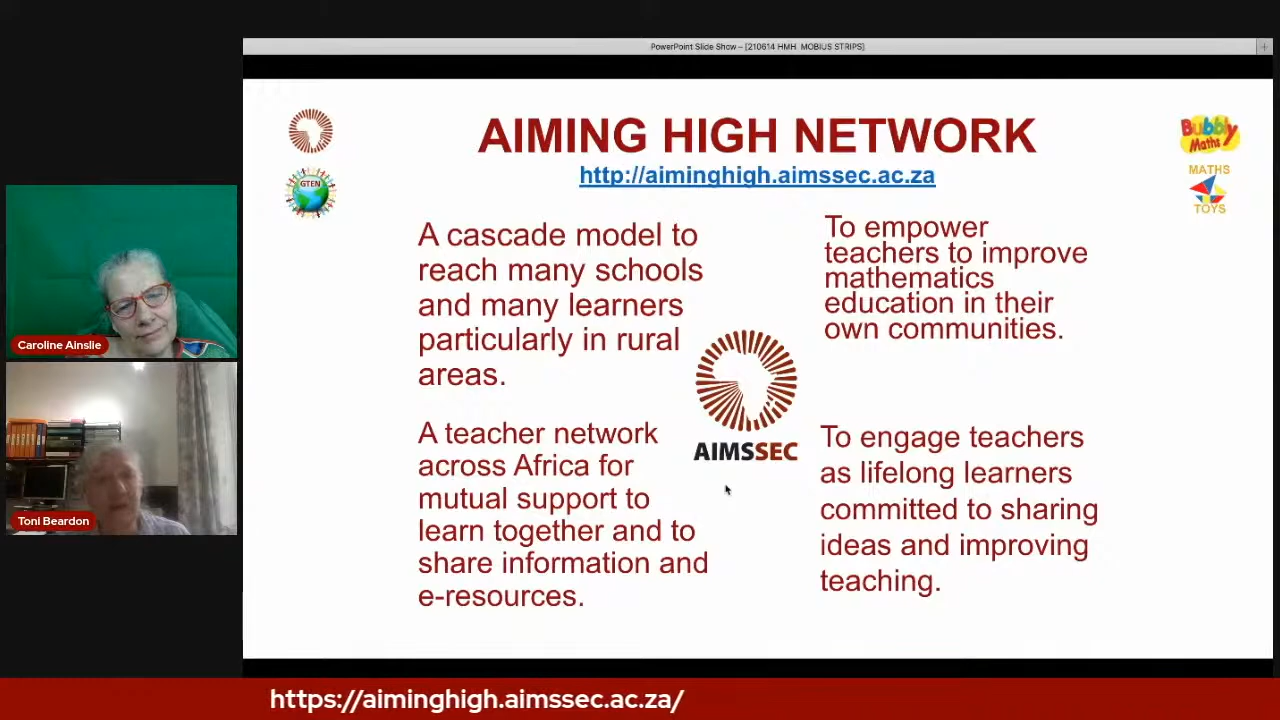 PowerPoint Slide Show – [210614 HMH  MOBIUS STRIPS]
AIMING HIGH NETWORK
http://aiminghigh.aimssec.ac.za
GTEN
Bubbly
Maths
MATHS
TOYS
A cascade model to
reach many schools
and many learners
particularly in rural
areas.
To empower
teachers to improve
mathematics
education in their
own communities.
AIMSSEC
A teacher network
across Africa for
mutual support to
learn together and to
share information and
e-resources.
To engage teachers
as lifelong learners
committed to sharing
ideas and improving
teaching.
Caroline Ainslie
Toni Beardon
https://aiminghigh.aimssec.ac.za/